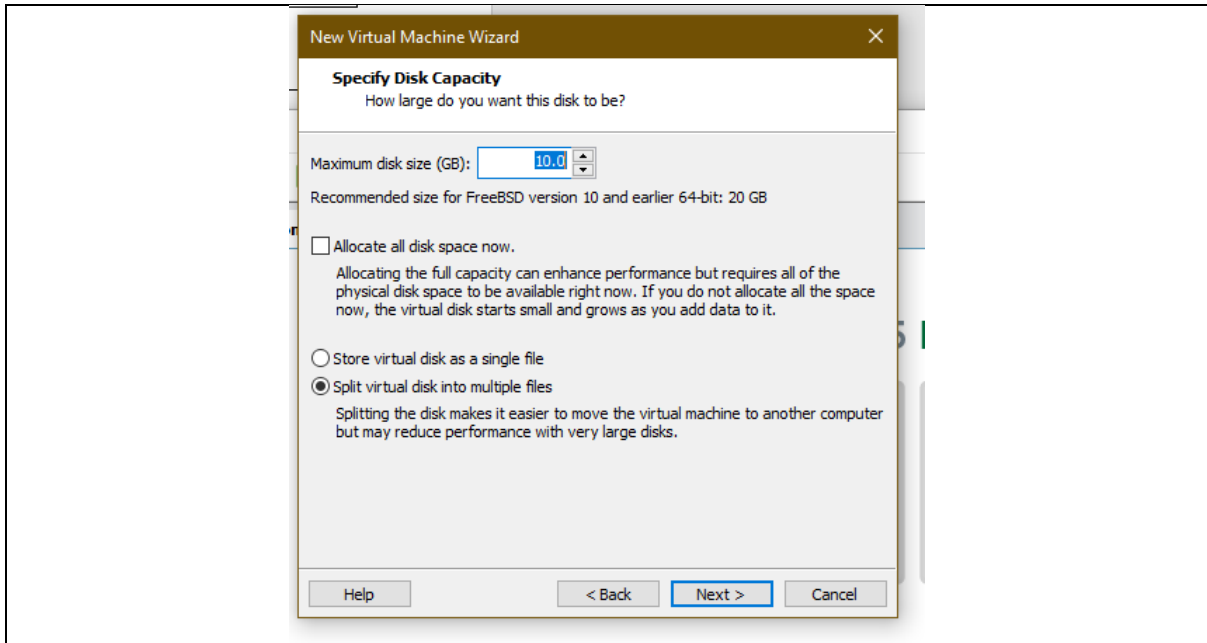 New Virtual Machine Wizard
Specify Disk Capacity
How large do you want this disk to be?
Maximum disk size (GB): 10.0
Recommended size for FreeBSD version 10 and earlier 64-bit: 20 GB
Allocate all disk space now.
Allocating the full capacity can enhance performance but requires all of the
physical disk space to be available right now. If you do not allocate all the space
now, the virtual disk starts small and grows as you add data to it.
Store virtual disk as a single file
Split virtual disk into multiple files
Splitting the disk makes it easier to move the virtual machine to another computer
but may reduce performance with very large disks.
Help < Back Next > Cancel